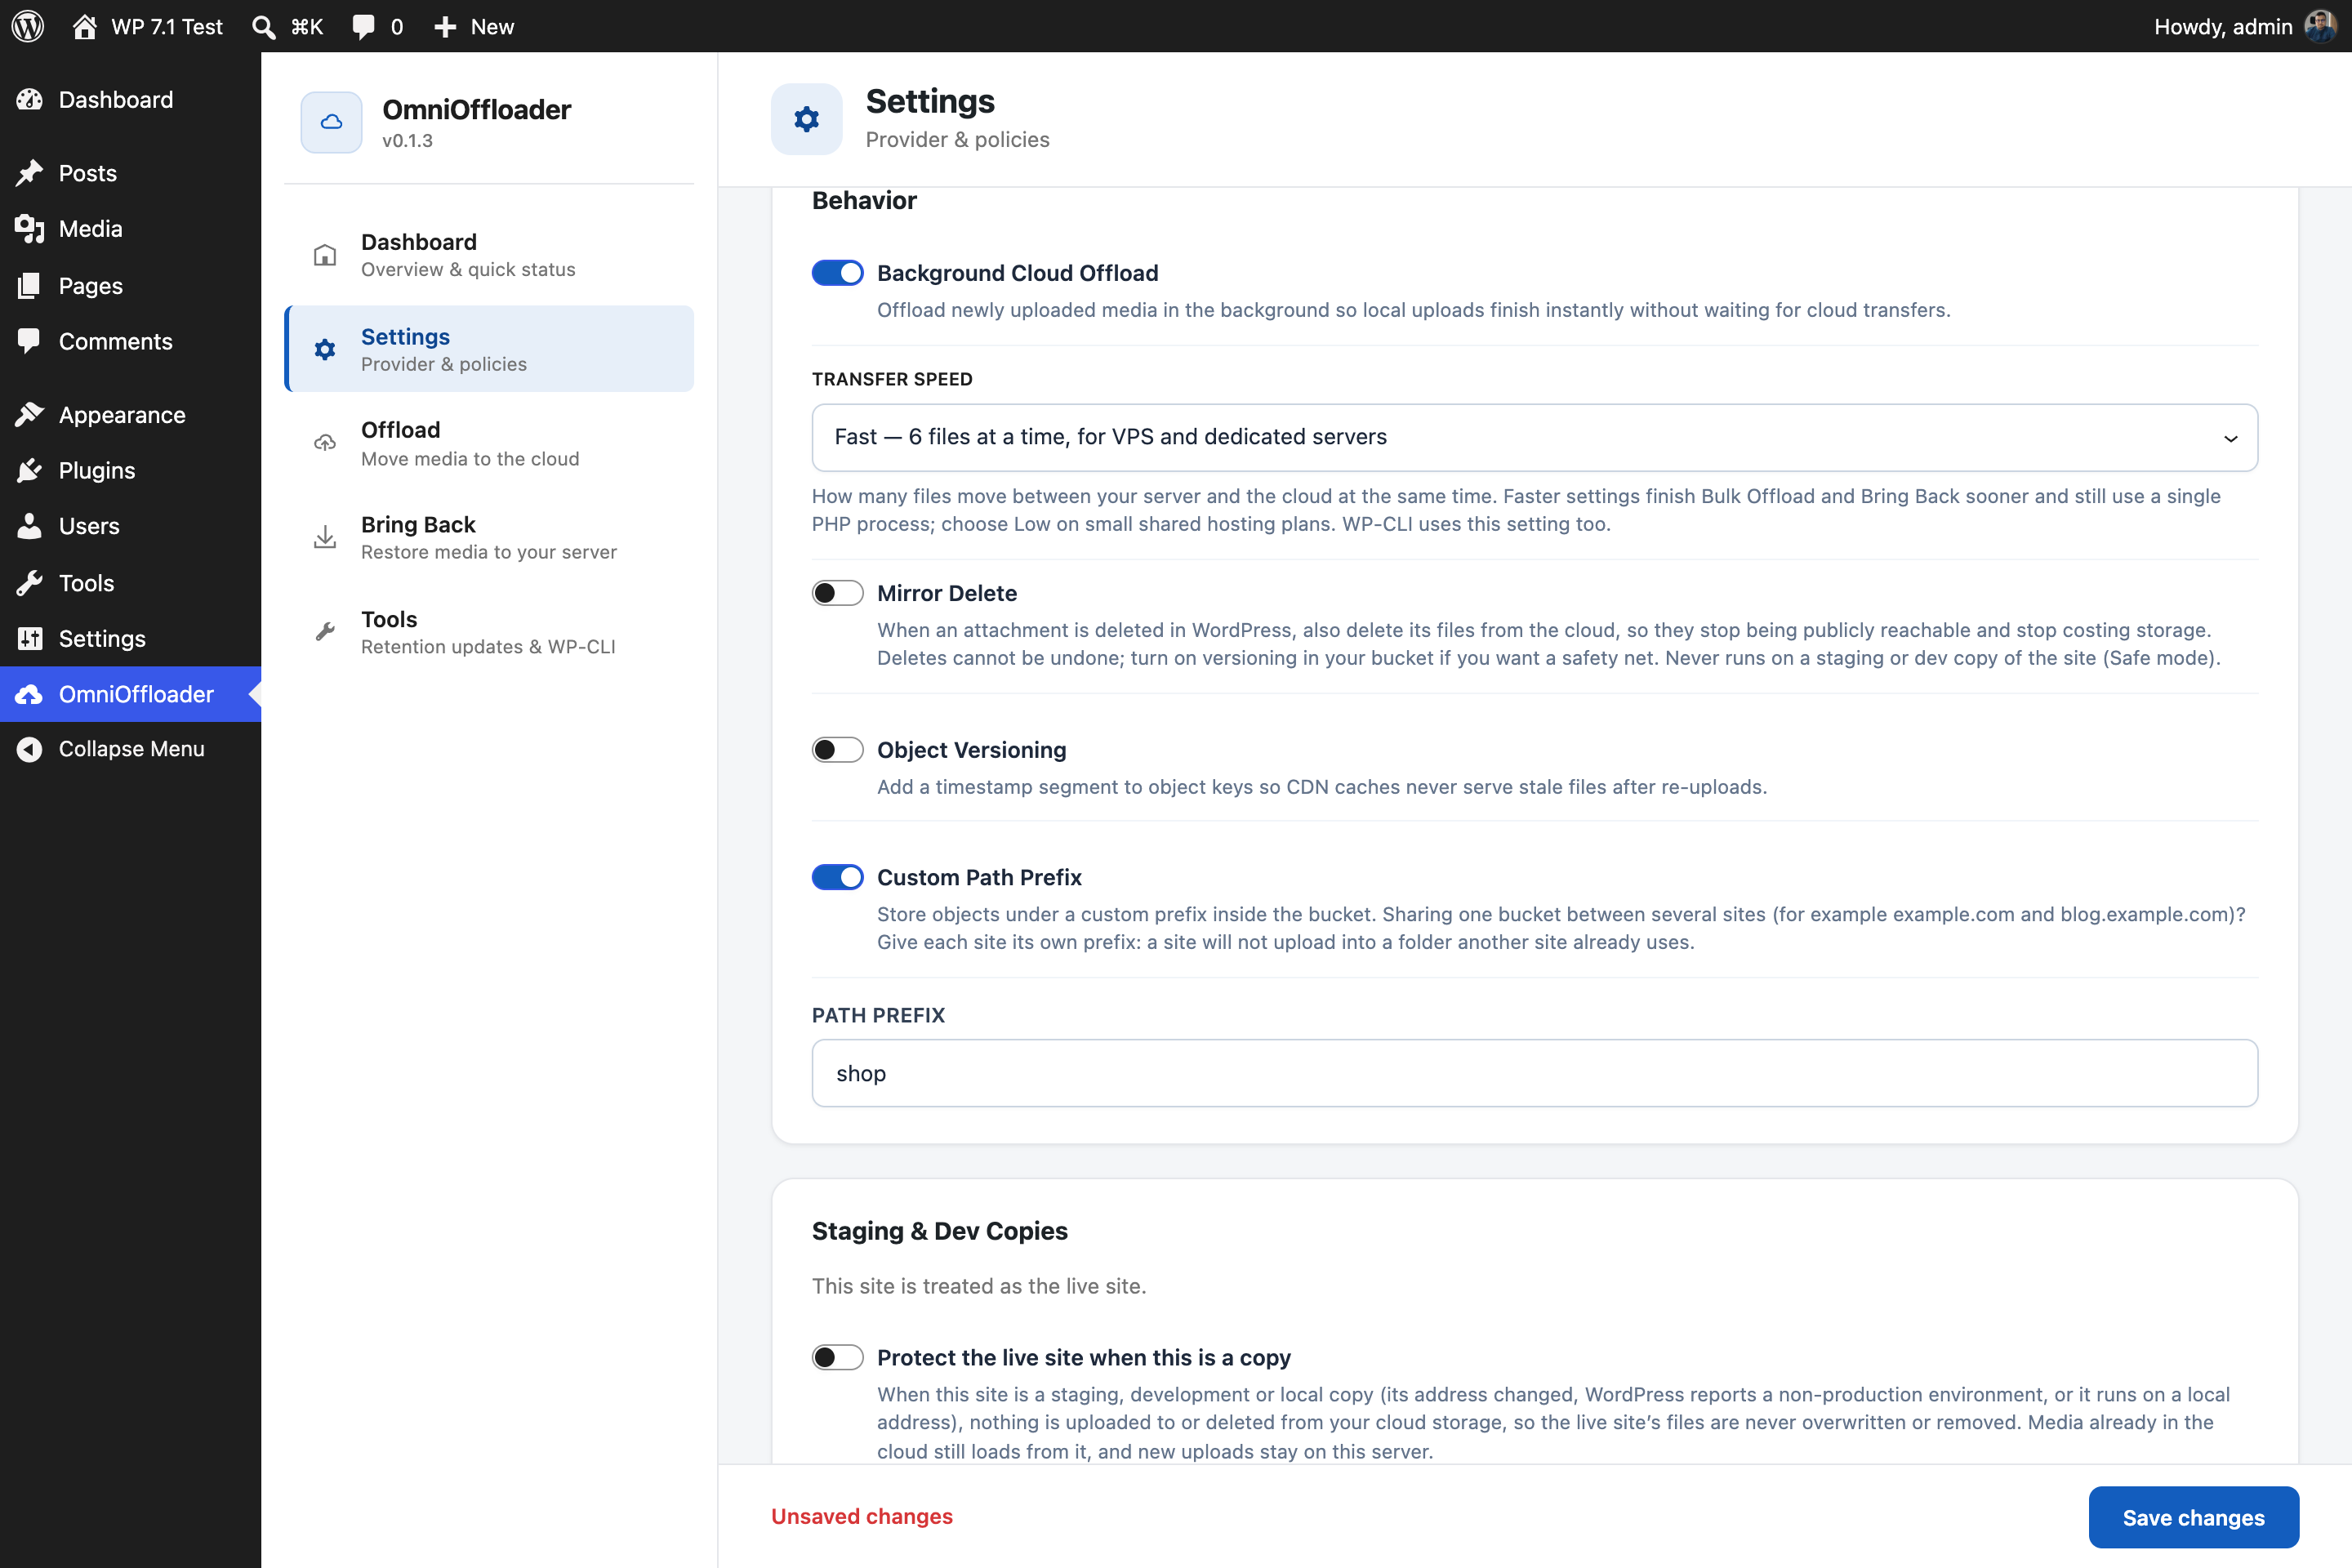 WP 7.1 Test
⌘K
0
New
Howdy, admin
Dashboard
Posts
Media
Pages
Comments
Appearance
Plugins
Users
Tools
Settings
OmniOffloader
Collapse Menu
OmniOffloader
v0.1.3
Dashboard
Overview & quick status
Settings
Provider & policies
Offload
Move media to the cloud
Bring Back
Restore media to your server
Tools
Retention updates & WP-CLI
Settings
Provider & policies
Behavior
Background Cloud Offload
Offload newly uploaded media in the background so local uploads finish instantly without waiting for cloud transfers.
TRANSFER SPEED
Fast — 6 files at a time, for VPS and dedicated servers
How many files move between your server and the cloud at the same time. Faster settings finish Bulk Offload and Bring Back sooner and still use a single
PHP process; choose Low on small shared hosting plans. WP-CLI uses this setting too.
Mirror Delete
When an attachment is deleted in WordPress, also delete its files from the cloud, so they stop being publicly reachable and stop costing storage.
Deletes cannot be undone; turn on versioning in your bucket if you want a safety net. Never runs on a staging or dev copy of the site (Safe mode).
Object Versioning
Add a timestamp segment to object keys so CDN caches never serve stale files after re-uploads.
Custom Path Prefix
Store objects under a custom prefix inside the bucket. Sharing one bucket between several sites (for example example.com and blog.example.com)?
Give each site its own prefix: a site will not upload into a folder another site already uses.
PATH PREFIX
shop
Staging & Dev Copies
This site is treated as the live site.
Protect the live site when this is a copy
When this site is a staging, development or local copy (its address changed, WordPress reports a non-production environment, or it runs on a local
address), nothing is uploaded to or deleted from your cloud storage, so the live site’s files are never overwritten or removed. Media already in the
cloud still loads from it, and new uploads stay on this server.
Unsaved changes
Save changes